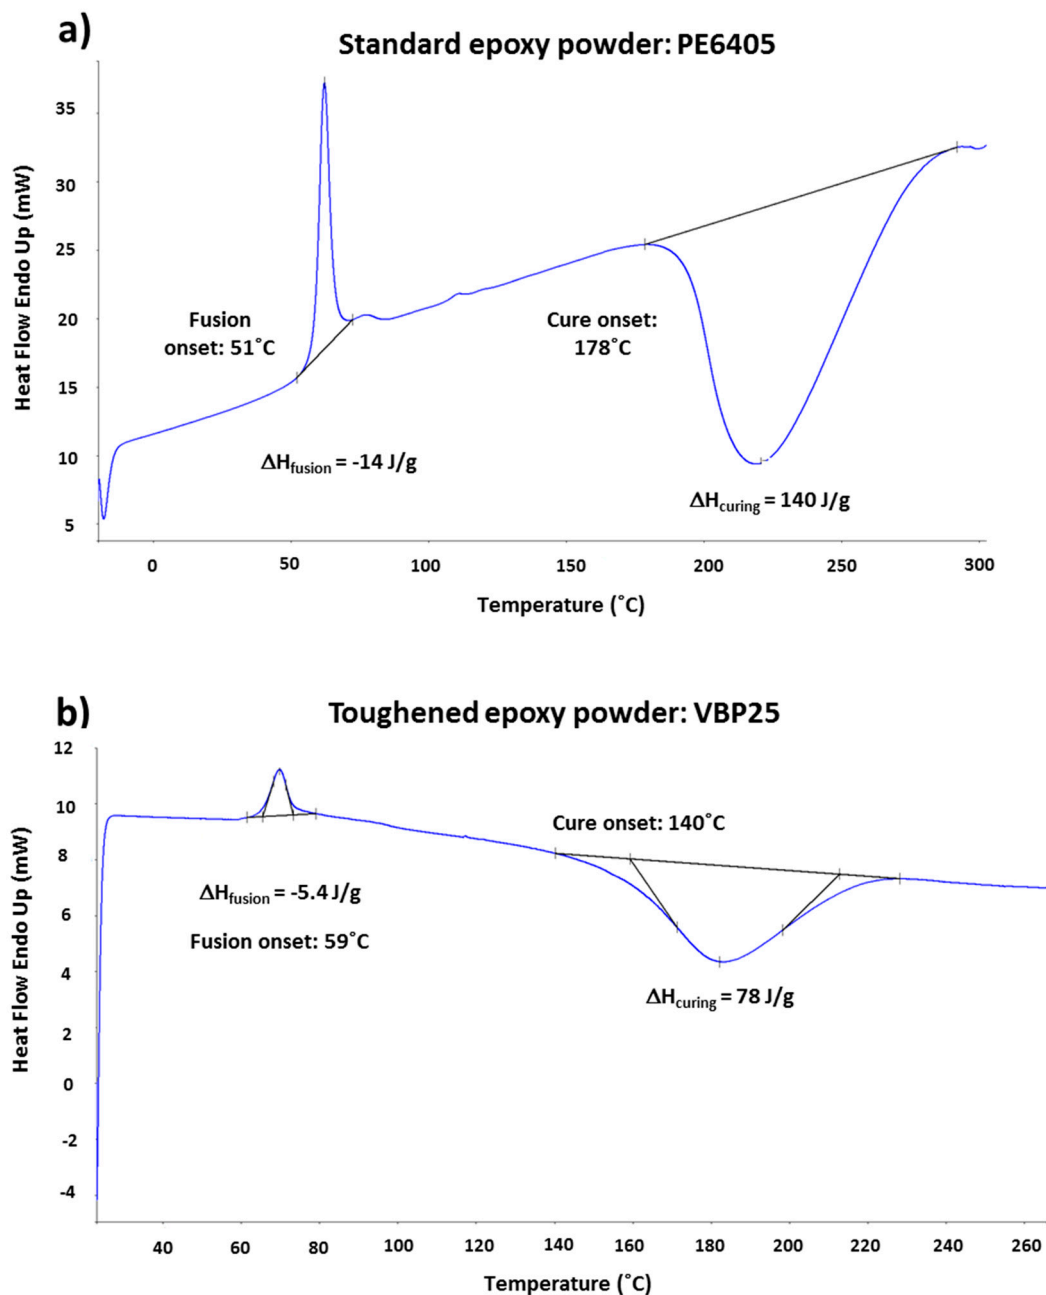 a)
Standard epoxy powder: PE6405
Heat Flow Endo Up (mW)
35
30
25
20
15
10
5
Fusion
onset: 51˚C
Cure onset:
178˚C
ΔHfusion = -14 J/g
ΔHcuring = 140 J/g
0
50
100
150
200
250
300
Temperature (˚C)
b)
Toughened epoxy powder: VBP25
Heat Flow Endo Up (mW)
12
10
8
6
4
2
0
-2
-4
Cure onset: 140˚C
ΔHfusion = -5.4 J/g
Fusion onset: 59˚C
ΔHcuring = 78 J/g
40
60
80
100
120
140
160
180
200
220
240
260
Temperature (˚C)